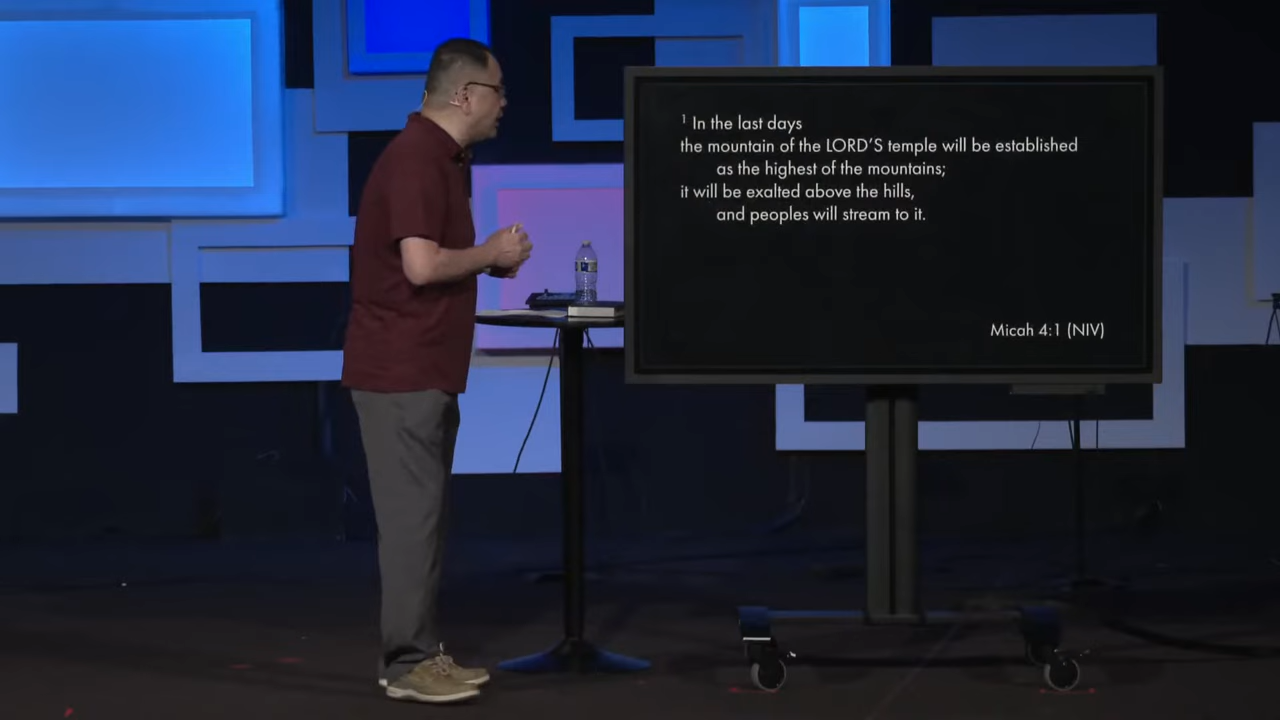 ¹ In the last days
the mountain of the LORD'S temple will be established
as the highest of the mountains;
it will be exalted above the hills,
and peoples will stream to it.
Micah 4:1 (NIV)